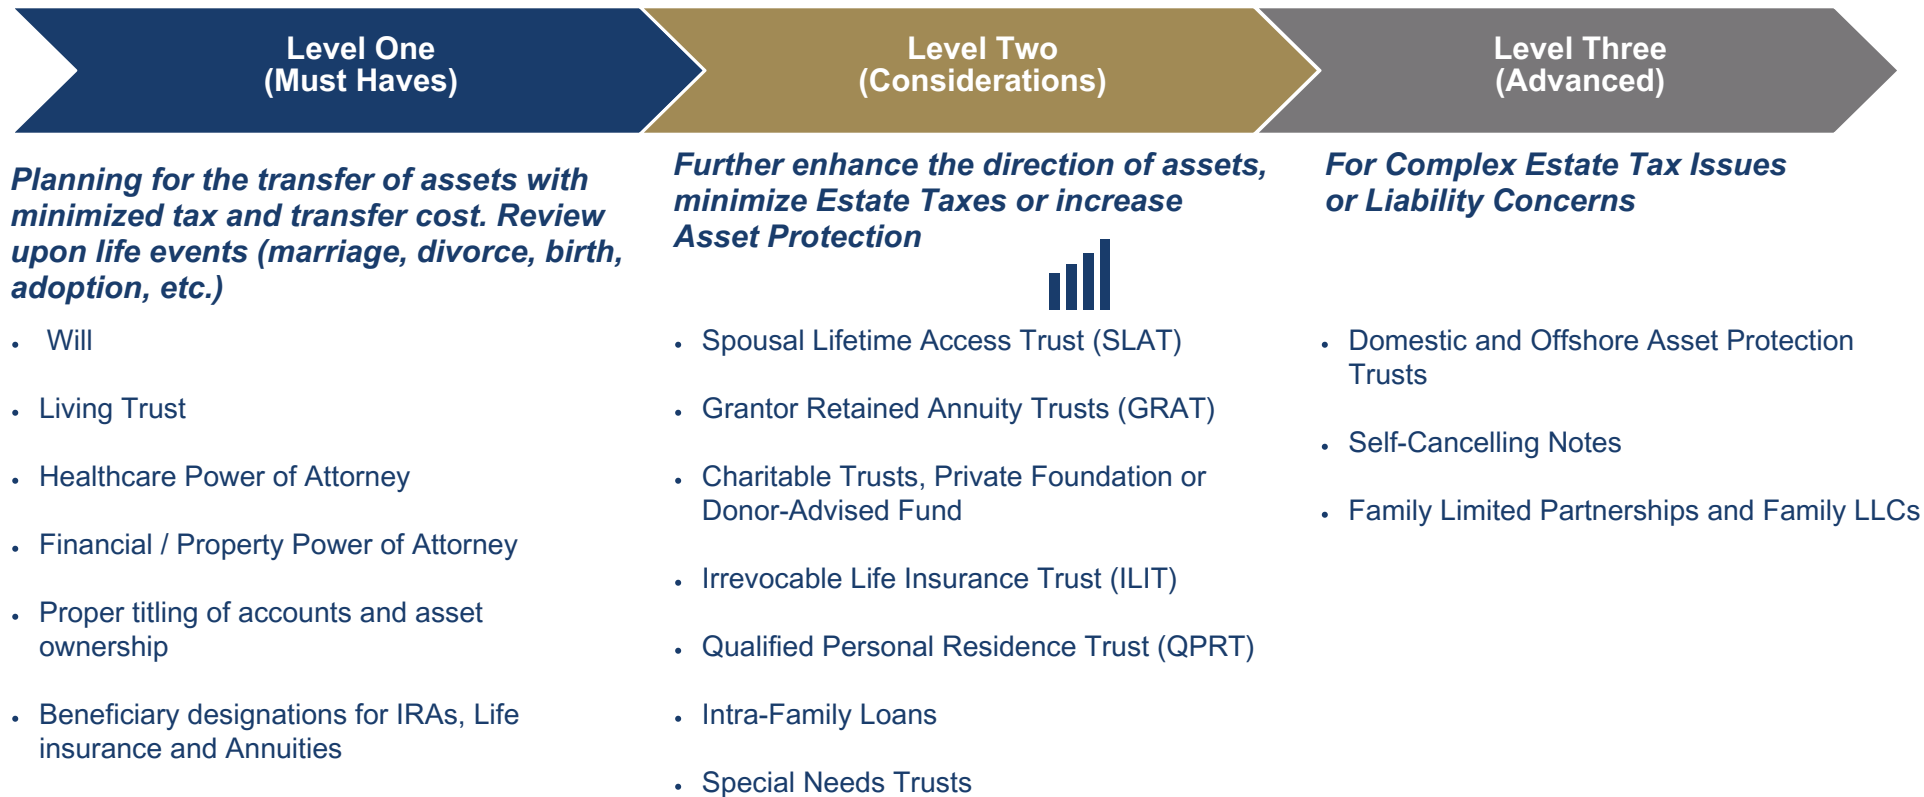 Level One
(Must Haves)
Level Two
(Considerations)
Level Three
(Advanced)
Planning for the transfer of assets with
minimized tax and transfer cost. Review
upon life events (marriage, divorce, birth,
adoption, etc.)
• Will
• Living Trust
• Healthcare Power of Attorney
• Financial / Property Power of Attorney
• Proper titling of accounts and asset
ownership
• Beneficiary designations for IRAs, Life
insurance and Annuities
Further enhance the direction of assets,
minimize Estate Taxes or increase
Asset Protection
• Spousal Lifetime Access Trust (SLAT)
• Grantor Retained Annuity Trusts (GRAT)
• Charitable Trusts, Private Foundation or
Donor-Advised Fund
• Irrevocable Life Insurance Trust (ILIT)
• Qualified Personal Residence Trust (QPRT)
• Intra-Family Loans
• Special Needs Trusts
For Complex Estate Tax Issues
or Liability Concerns
• Domestic and Offshore Asset Protection
Trusts
• Self-Cancelling Notes
• Family Limited Partnerships and Family LLCs